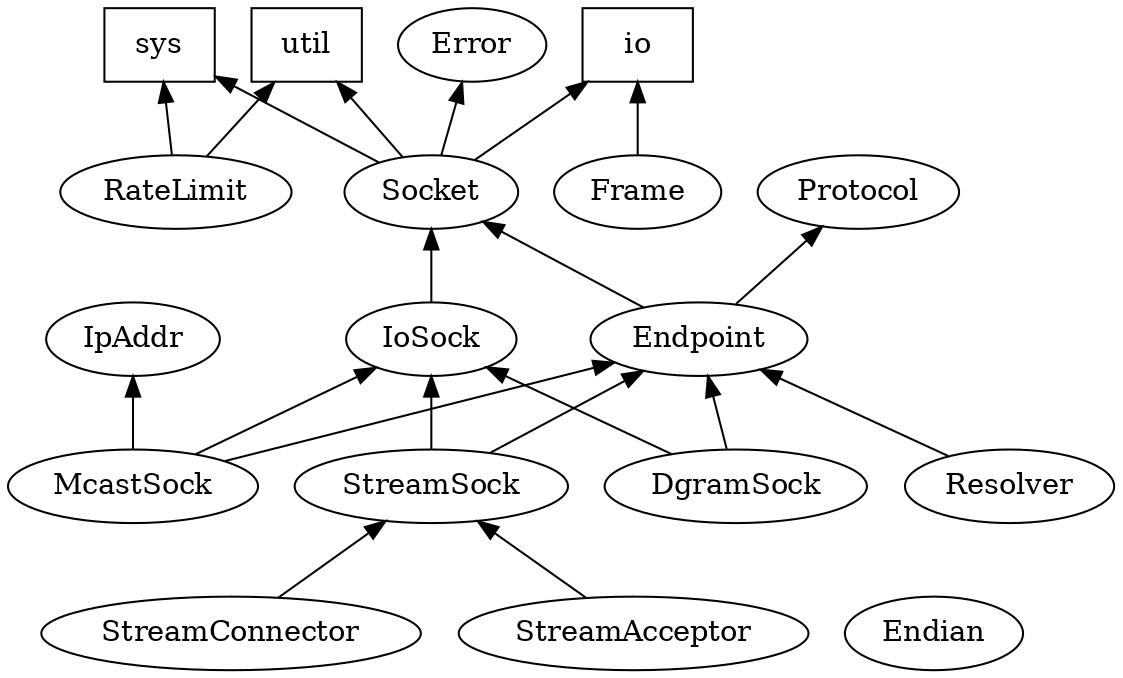 sys
util
Error
io
RateLimit
Socket
Frame
Protocol
IpAddr
IoSock
Endpoint
McastSock
StreamSock
DgramSock
Resolver
StreamConnector
StreamAcceptor
Endian